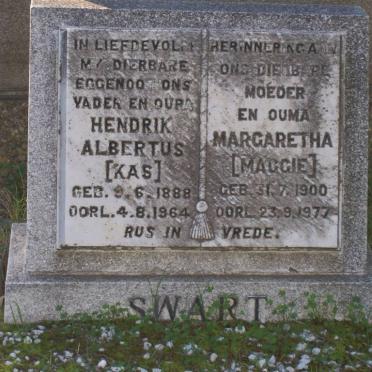 IN LIEFDEVOLLE HERINNERING AAN
MY DIERBARE
EGGENOOT ONS
VADER EN OUPA
HENDRIK
ALBERTUS
[KAS]
GEB. 9.6.1888
OORL. 4.8.1964
ONS DIERBARE
MOEDER
EN OUMA
MARGARETHA
[MAGGIE]
GEB. 31.7.1900
OORL. 23.9.1977
RUS IN VREDE.
SWART